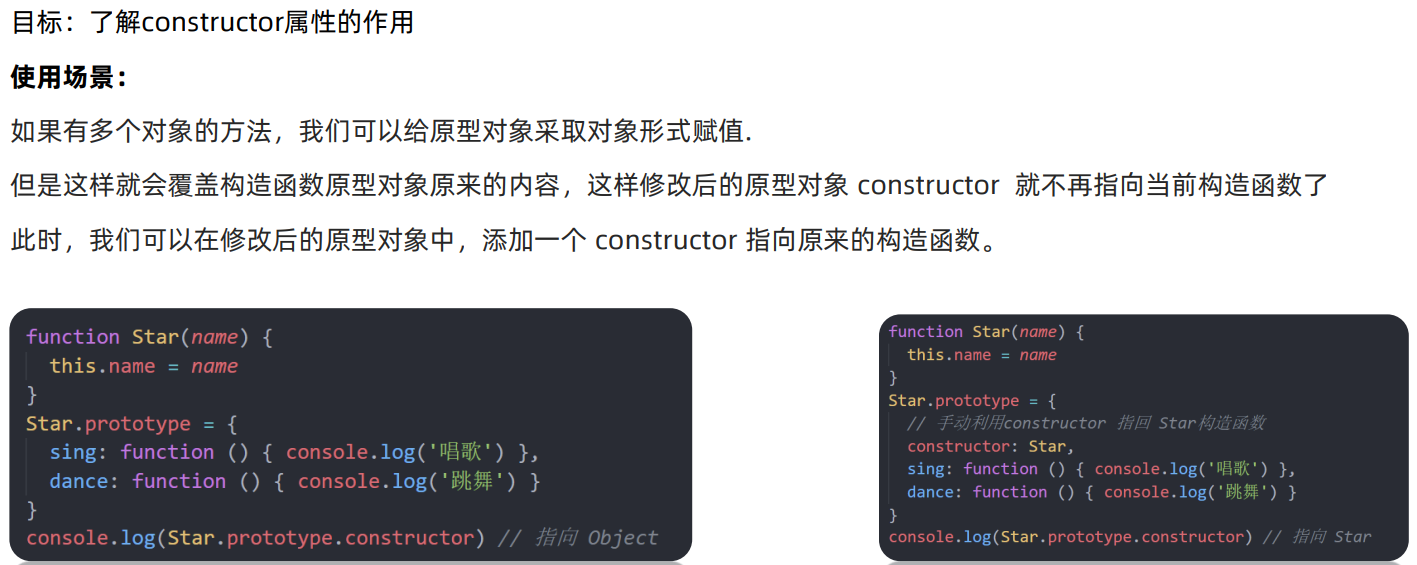 目标：了解constructor属性的作用
使用场景：
如果有多个对象的方法，我们可以给原型对象采取对象形式赋值.
但是这样就会覆盖构造函数原型对象原来的内容，这样修改后的原型对象 constructor 就不再指向当前构造函数了
此时，我们可以在修改后的原型对象中，添加一个 constructor 指向原来的构造函数。
function Star(name) {
  this.name = name
}
Star.prototype = {
  sing: function () { console.log('唱歌') },
  dance: function () { console.log('跳舞') }
}
console.log(Star.prototype.constructor) // 指向 Object
function Star(name) {
  this.name = name
}
Star.prototype = {
  // 手动利用constructor 指回 Star构造函数
  constructor: Star,
  sing: function () { console.log('唱歌') },
  dance: function () { console.log('跳舞') }
}
console.log(Star.prototype.constructor) // 指向 Star